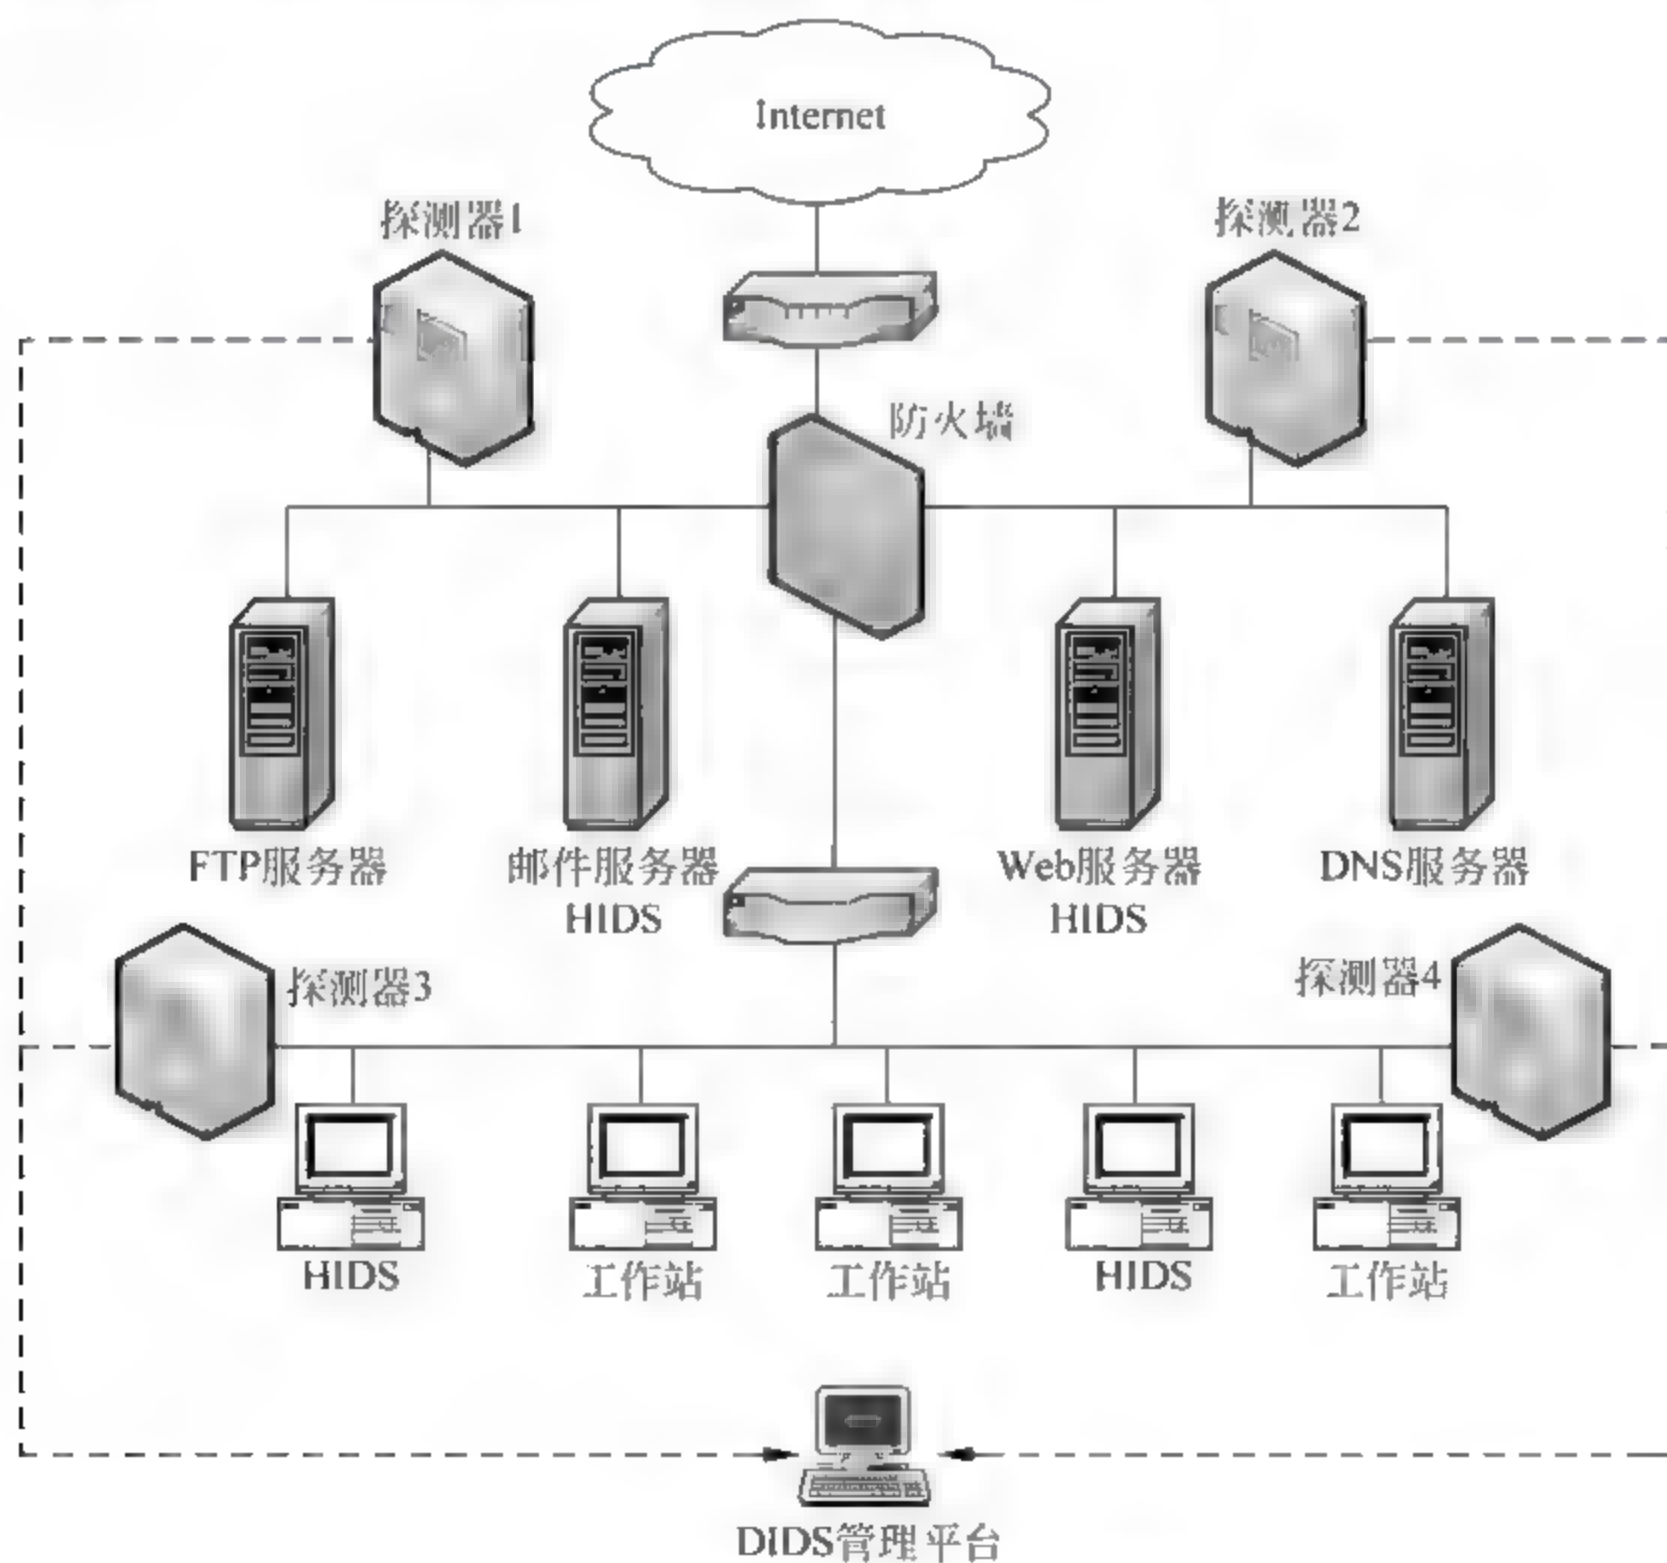 Internet
探测器1
探测器2
防火墙
FTP服务器
邮件服务器
HIDS
Web服务器
HIDS
DNS服务器
探测器3
探测器4
HIDS
工作站
工作站
HIDS
工作站
DIDS管理平台